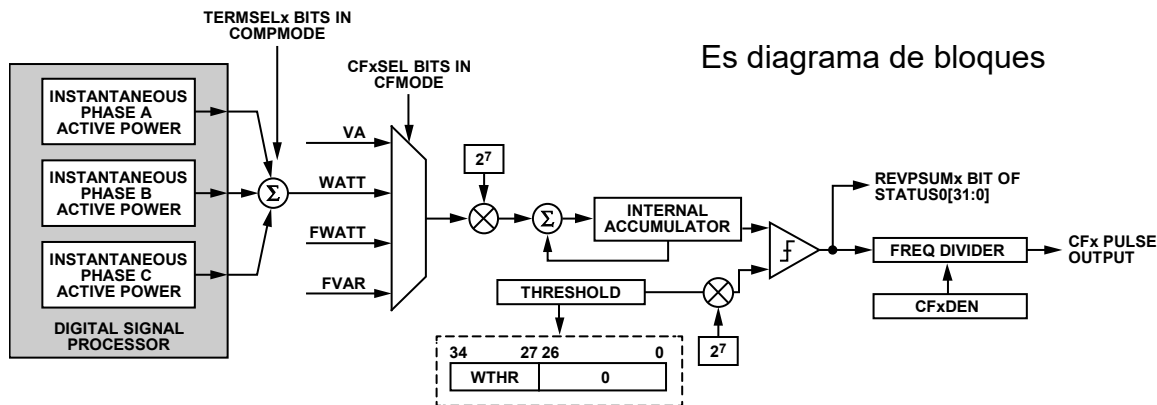 TERMSELx BITS IN
COMPMODE
Es diagrama de bloques
CFxSEL BITS IN
CFMODE
INSTANTANEOUS
PHASE A
ACTIVE POWER
INSTANTANEOUS
PHASE B
ACTIVE POWER
INSTANTANEOUS
PHASE C
ACTIVE POWER
DIGITAL SIGNAL
PROCESSOR
Σ
VA
WATT
FWATT
FVAR
2⁷
Σ
INTERNAL
ACCUMULATOR
THRESHOLD
34
27 26
0
WTHR
0
2⁷
REVPSUMx BIT OF
STATUS0[31:0]
FREQ DIVIDER
CFx PULSE
OUTPUT
CFxDEN